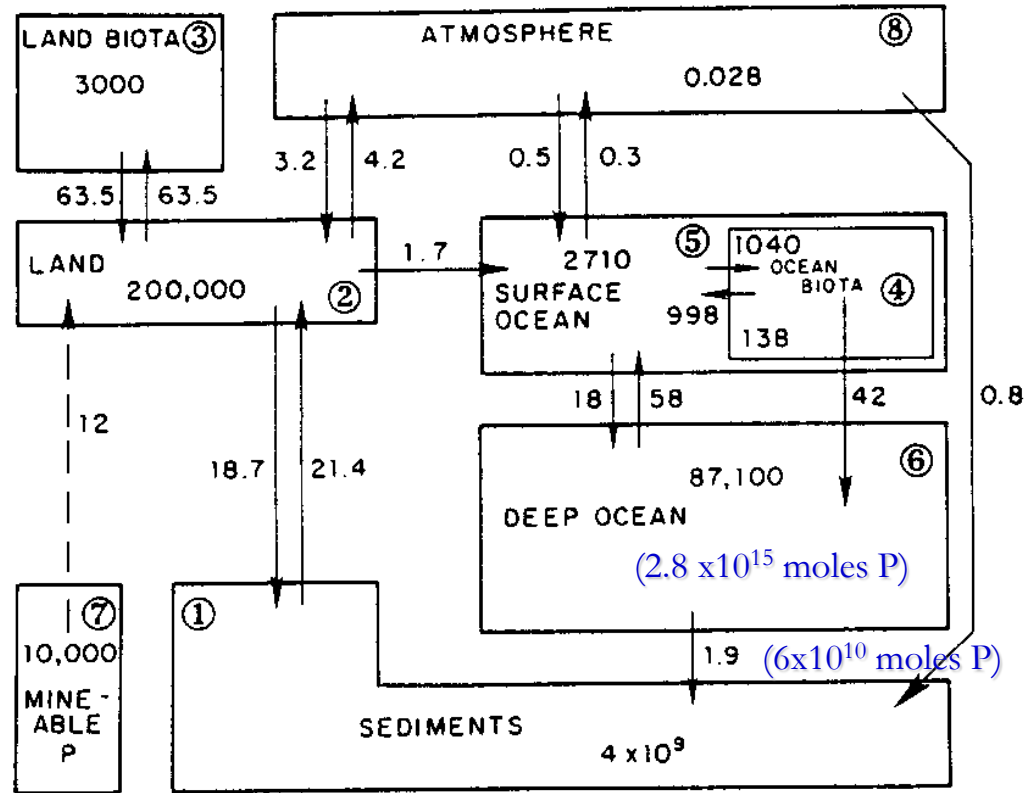 LAND BIOTA ③
3000
ATMOSPHERE ⑧
0.028
63.5 63.5
3.2 4.2
0.5 0.3
LAND
200,000 ②
1.7
2710
SURFACE
OCEAN
⑤
1040
OCEAN
BIOTA ④
998
138
12
18.7 21.4
18 58
42
0.8
⑥
87,100
DEEP OCEAN
(2.8 x10¹⁵ moles P)
1.9 (6x10¹⁰ moles P)
⑦
10,000
MINE-
ABLE
P
①
SEDIMENTS
4 x 10⁹